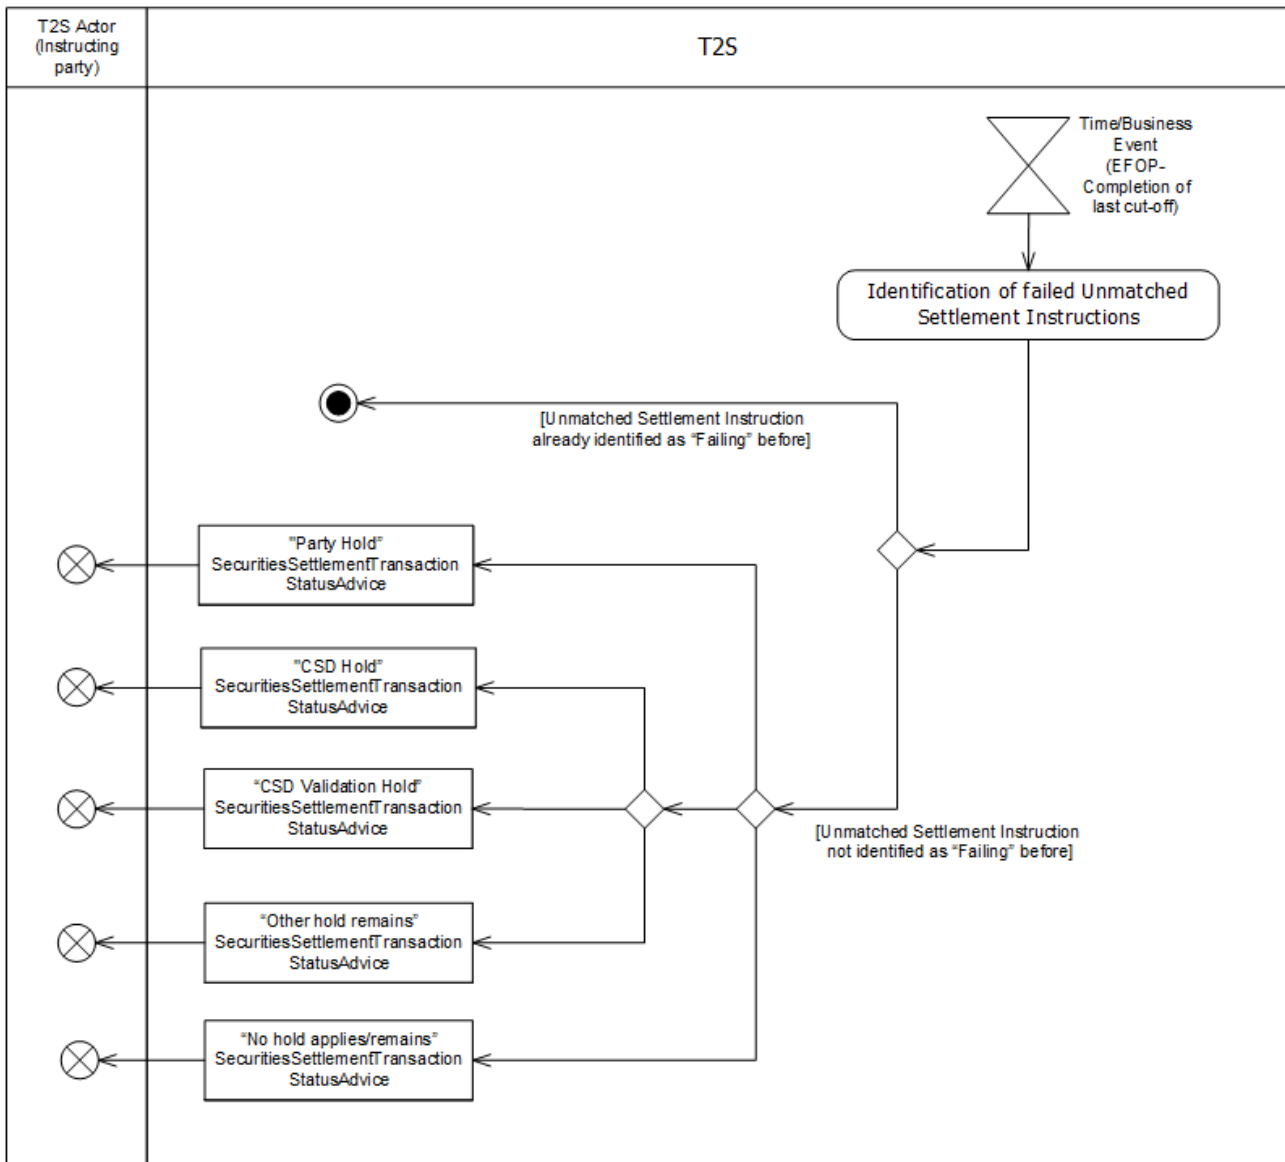 T2S Actor
(Instructing
party)
T2S
Time/Business
Event
(EFOP-
Completion of
last cut-off)
Identification of failed Unmatched
Settlement Instructions
[Unmatched Settlement Instruction
already identified as “Failing” before]
"Party Hold”
SecuritiesSettlementTransaction
StatusAdvice
"CSD Hold”
SecuritiesSettlementTransaction
StatusAdvice
“CSD Validation Hold”
SecuritiesSettlementTransaction
StatusAdvice
[Unmatched Settlement Instruction
not identified as “Failing” before]
“Other hold remains”
SecuritiesSettlementTransaction
StatusAdvice
“No hold applies/remains”
SecuritiesSettlementTransaction
StatusAdvice